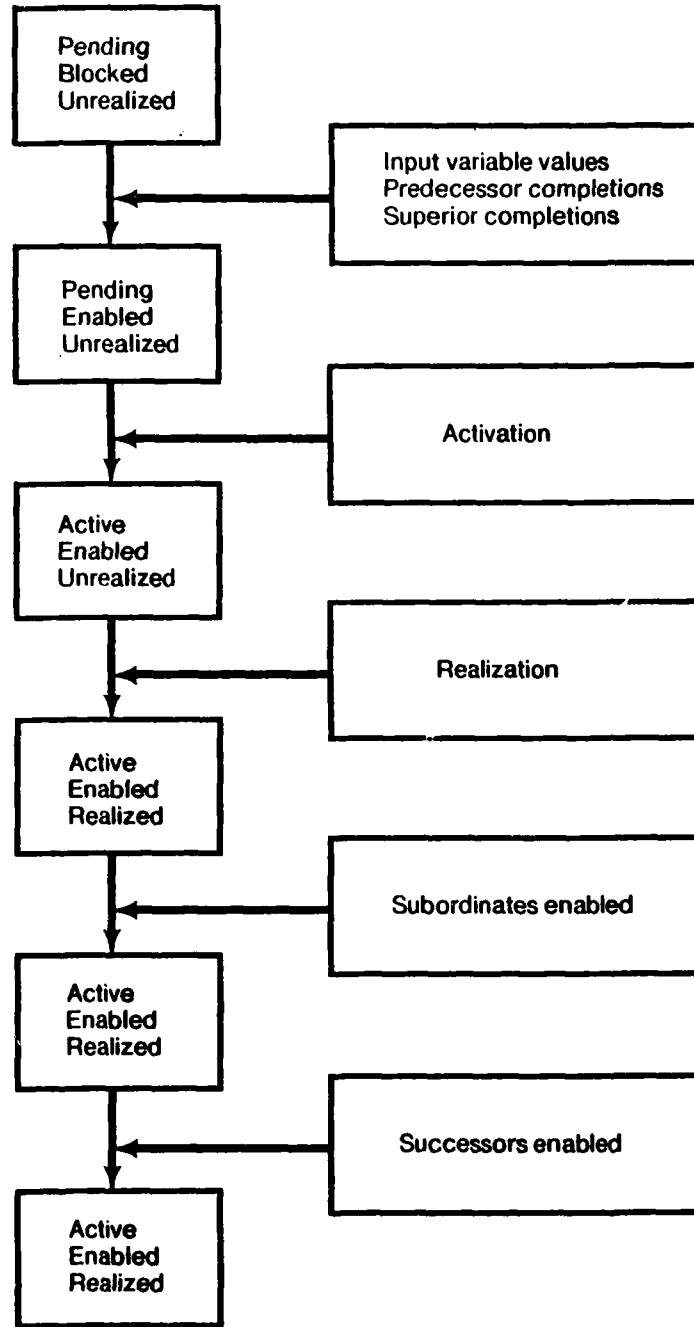 Pending
Blocked
Unrealized
Input variable values
Predecessor completions
Superior completions
Pending
Enabled
Unrealized
Activation
Active
Enabled
Unrealized
Realization
Active
Enabled
Realized
Subordinates enabled
Active
Enabled
Realized
Successors enabled
Active
Enabled
Realized